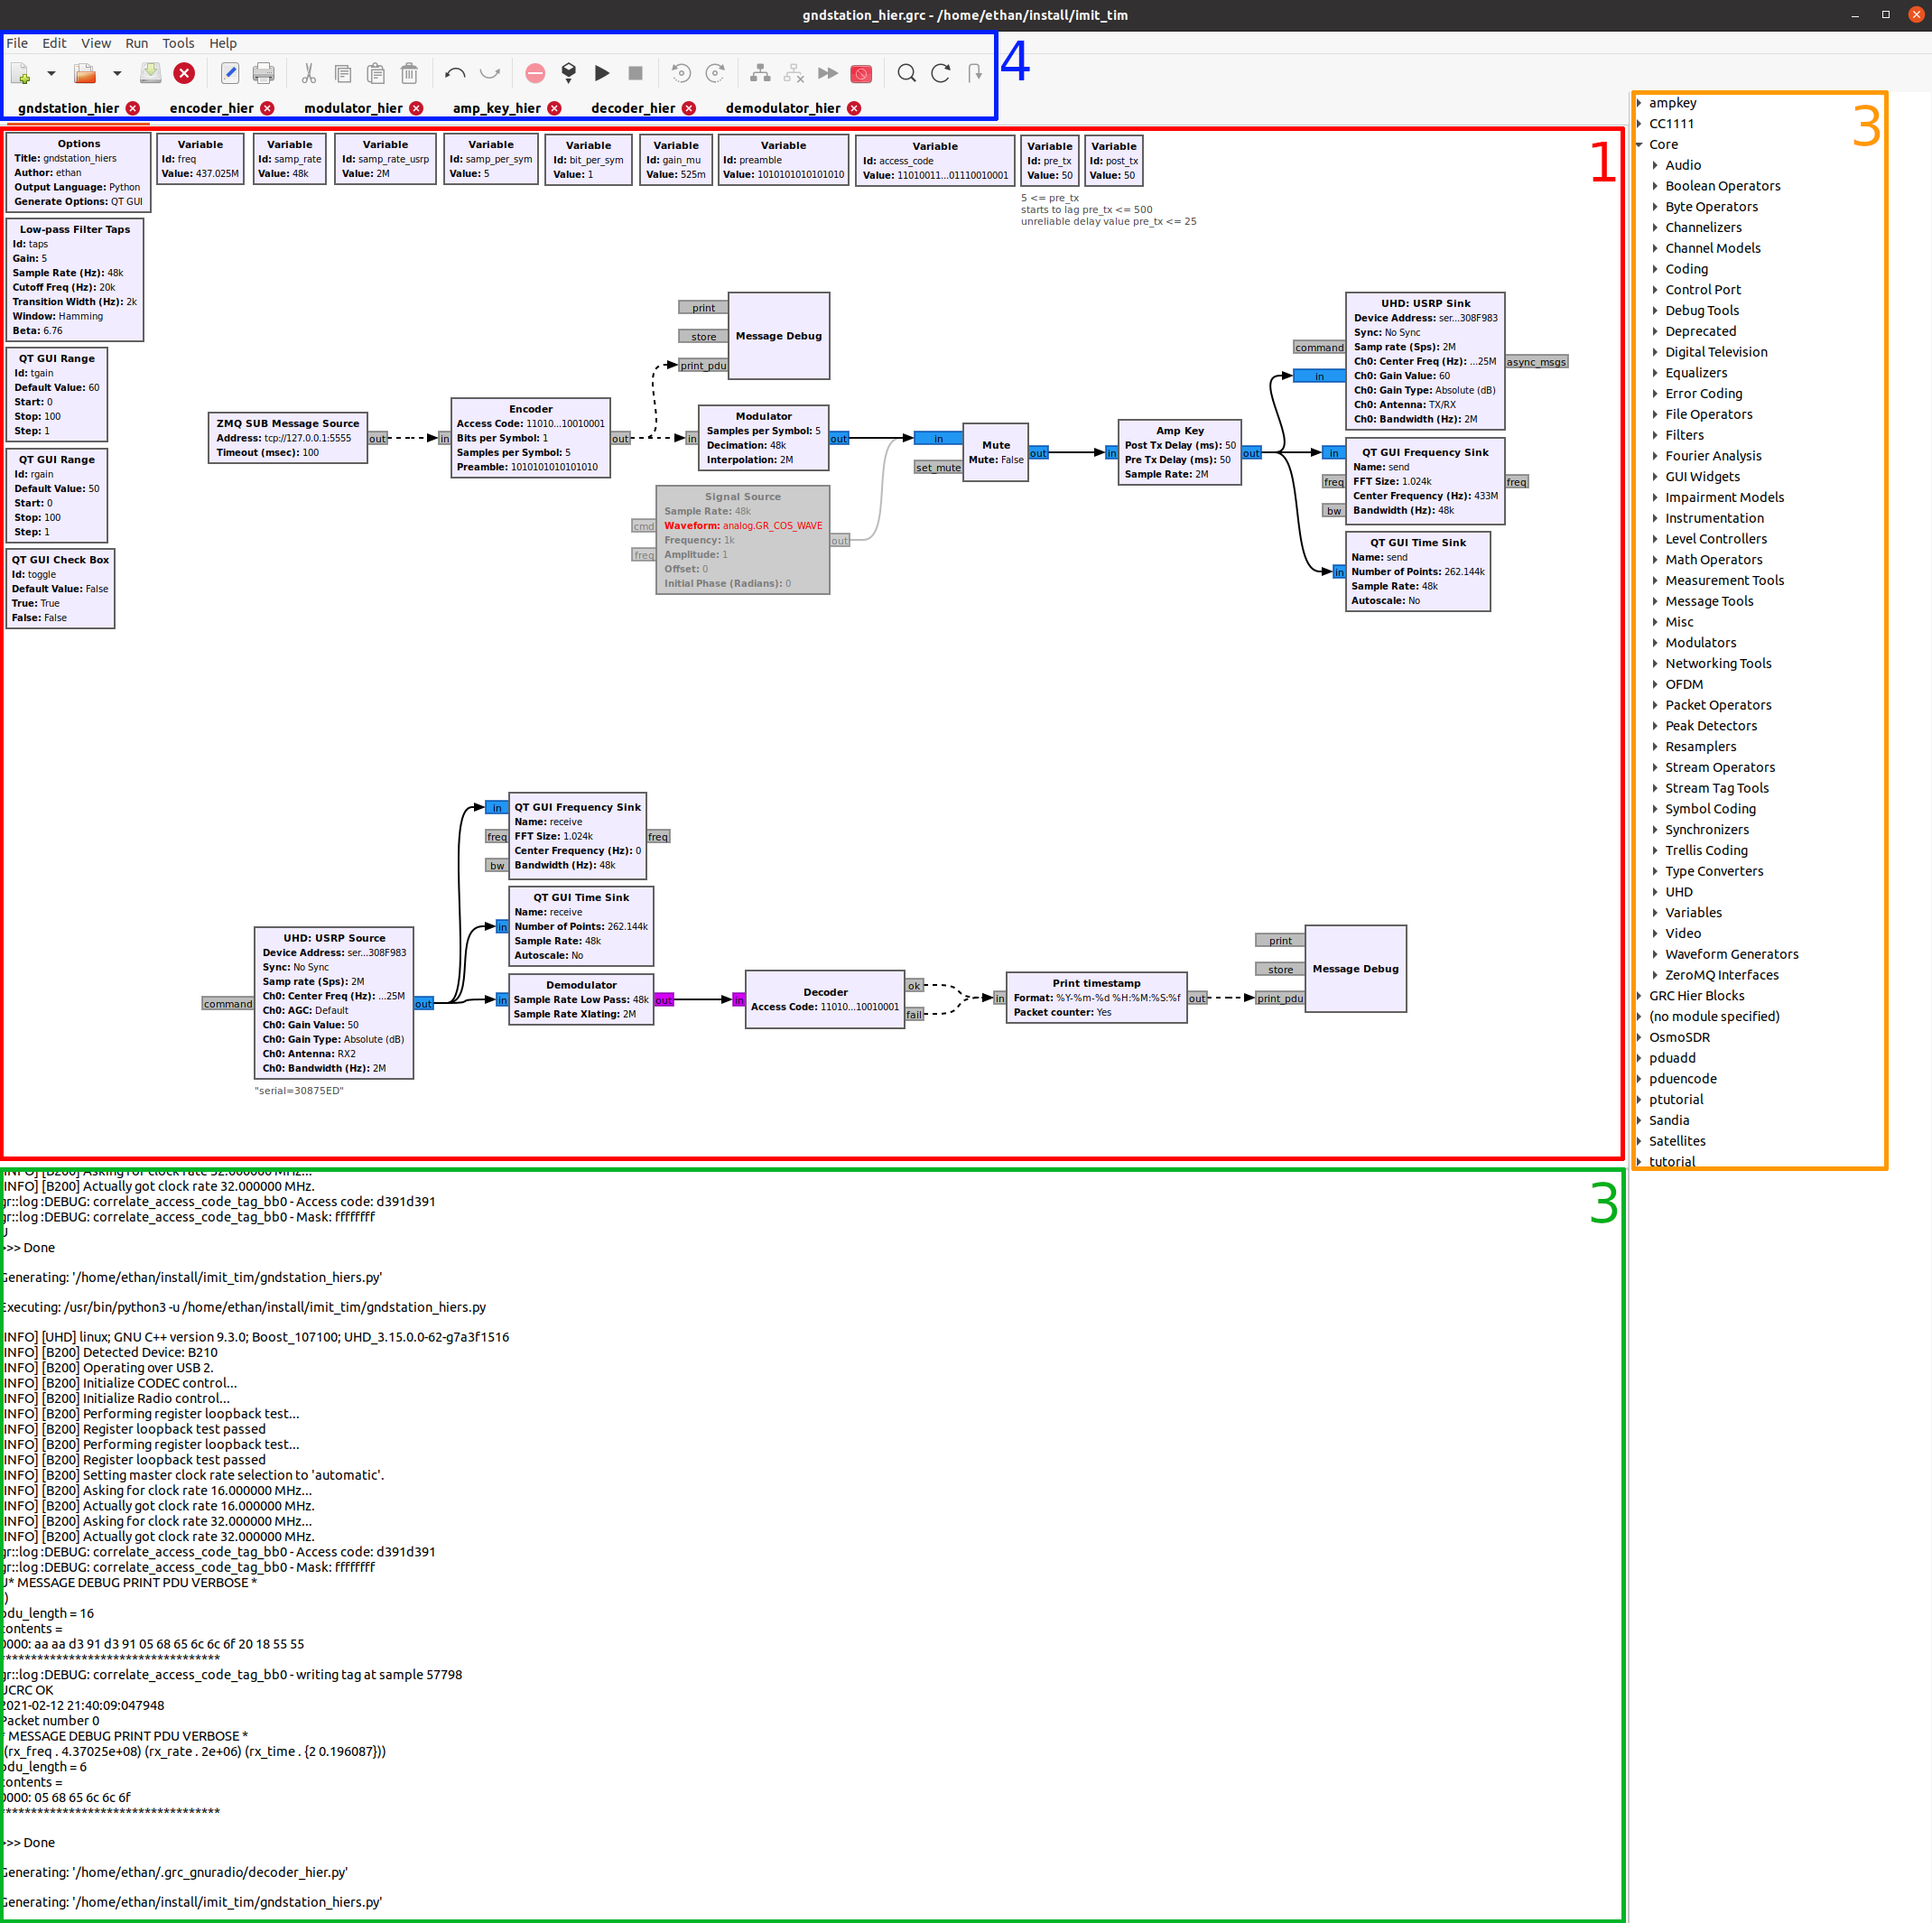 gndstation_hier.grc - /home/ethan/install/imit_tim
File Edit View Run Tools Help
4
gndstation_hier encoder_hier modulator_hier amp_key_hier decoder_hier demodulator_hier
1
Options
Title: gndstation_hiers
Author: ethan
Output Language: Python
Generate Options: QT GUI
Variable
Id: freq
Value: 437.025M
Variable
Id: samp_rate
Value: 48k
Variable
Id: samp_rate_usrp
Value: 2M
Variable
Id: samp_per_sym
Value: 5
Variable
Id: bit_per_sym
Value: 1
Variable
Id: gain_mu
Value: 525m
Variable
Id: preamble
Value: 1010101010101010
Variable
Id: access_code
Value: 11010011...01110010001
Variable
Id: pre_tx
Value: 50
Variable
Id: post_tx
Value: 50
5 <= pre_tx
starts to lag pre_tx <= 500
unreliable delay value pre_tx <= 25
Low-pass Filter Taps
Id: taps
Gain: 5
Sample Rate (Hz): 48k
Cutoff Freq (Hz): 20k
Transition Width (Hz): 2k
Window: Hamming
Beta: 6.76
QT GUI Range
Id: tgain
Default Value: 60
Start: 0
Stop: 100
Step: 1
QT GUI Range
Id: rgain
Default Value: 50
Start: 0
Stop: 100
Step: 1
QT GUI Check Box
Id: toggle
Default Value: False
True: True
False: False
ZMQ SUB Message Source
Address: tcp://127.0.0.1:5555
Timeout (msec): 100
out
in
Encoder
Access Code: 11010...10010001
Bits per Symbol: 1
Samples per Symbol: 5
Preamble: 1010101010101010
out
print
store
print_pdu
Message Debug
in
Modulator
Samples per Symbol: 5
Decimation: 48k
Interpolation: 2M
out
cmd
freq
Signal Source
Sample Rate: 48k
Waveform: analog.GR_COS_WAVE
Frequency: 1k
Amplitude: 1
Offset: 0
Initial Phase (Radians): 0
out
in
set_mute
Mute
Mute: False
out
in
Amp Key
Post Tx Delay (ms): 50
Pre Tx Delay (ms): 50
Sample Rate: 2M
out
command
in
UHD: USRP Sink
Device Address: ser...308F983
Sync: No Sync
Samp rate (Sps): 2M
Ch0: Center Freq (Hz): ...25M
Ch0: Gain Value: 60
Ch0: Gain Type: Absolute (dB)
Ch0: Antenna: TX/RX
Ch0: Bandwidth (Hz): 2M
async_msgs
in
freq
bw
QT GUI Frequency Sink
Name: send
FFT Size: 1.024k
Center Frequency (Hz): 433M
Bandwidth (Hz): 48k
freq
in
QT GUI Time Sink
Name: send
Number of Points: 262.144k
Sample Rate: 48k
Autoscale: No
command
UHD: USRP Source
Device Address: ser...308F983
Sync: No Sync
Samp rate (Sps): 2M
Ch0: Center Freq (Hz): ...25M
Ch0: AGC: Default
Ch0: Gain Value: 50
Ch0: Gain Type: Absolute (dB)
Ch0: Antenna: RX2
Ch0: Bandwidth (Hz): 2M
out
"serial=30875ED"
in
freq
bw
QT GUI Frequency Sink
Name: receive
FFT Size: 1.024k
Center Frequency (Hz): 0
Bandwidth (Hz): 48k
freq
in
QT GUI Time Sink
Name: receive
Number of Points: 262.144k
Sample Rate: 48k
Autoscale: No
in
Demodulator
Sample Rate Low Pass: 48k
Sample Rate Xlating: 2M
out
in
Decoder
Access Code: 11010...10010001
ok
fail
in
Print timestamp
Format: %Y-%m-%d %H:%M:%S:%f
Packet counter: Yes
out
print
store
print_pdu
Message Debug
3
ampkey
CC1111
Core
Audio
Boolean Operators
Byte Operators
Channelizers
Channel Models
Coding
Control Port
Debug Tools
Deprecated
Digital Television
Equalizers
Error Coding
File Operators
Filters
Fourier Analysis
GUI Widgets
Impairment Models
Instrumentation
Level Controllers
Math Operators
Measurement Tools
Message Tools
Misc
Modulators
Networking Tools
OFDM
Packet Operators
Peak Detectors
Resamplers
Stream Operators
Stream Tag Tools
Symbol Coding
Synchronizers
Trellis Coding
Type Converters
UHD
Variables
Video
Waveform Generators
ZeroMQ Interfaces
GRC Hier Blocks
(no module specified)
OsmoSDR
pduadd
pduencode
ptutorial
Sandia
Satellites
tutorial
3
[INFO] [B200] Asking for clock rate 32.000000 MHz...
[INFO] [B200] Actually got clock rate 32.000000 MHz.
gr::log :DEBUG: correlate_access_code_tag_bb0 - Access code: d391d391
gr::log :DEBUG: correlate_access_code_tag_bb0 - Mask: ffffffff
U
>>> Done
Generating: '/home/ethan/install/imit_tim/gndstation_hiers.py'
Executing: /usr/bin/python3 -u /home/ethan/install/imit_tim/gndstation_hiers.py
[INFO] [UHD] linux; GNU C++ version 9.3.0; Boost_107100; UHD_3.15.0.0-62-g7a3f1516
[INFO] [B200] Detected Device: B210
[INFO] [B200] Operating over USB 2.
[INFO] [B200] Initialize CODEC control...
[INFO] [B200] Initialize Radio control...
[INFO] [B200] Performing register loopback test...
[INFO] [B200] Register loopback test passed
[INFO] [B200] Performing register loopback test...
[INFO] [B200] Register loopback test passed
[INFO] [B200] Setting master clock rate selection to 'automatic'.
[INFO] [B200] Asking for clock rate 16.000000 MHz...
[INFO] [B200] Actually got clock rate 16.000000 MHz.
[INFO] [B200] Asking for clock rate 32.000000 MHz...
[INFO] [B200] Actually got clock rate 32.000000 MHz.
gr::log :DEBUG: correlate_access_code_tag_bb0 - Access code: d391d391
gr::log :DEBUG: correlate_access_code_tag_bb0 - Mask: ffffffff
U* MESSAGE DEBUG PRINT PDU VERBOSE *
()
pdu_length = 16
contents =
0000: aa aa d3 91 d3 91 05 68 65 6c 6c 6f 20 18 55 55
***********************************
gr::log :DEBUG: correlate_access_code_tag_bb0 - writing tag at sample 57798
UCRC OK
2021-02-12 21:40:09:047948
Packet number 0
* MESSAGE DEBUG PRINT PDU VERBOSE *
((rx_freq . 4.37025e+08) (rx_rate . 2e+06) (rx_time . {2 0.196087}))
pdu_length = 6
contents =
0000: 05 68 65 6c 6c 6f
***********************************
>>> Done
Generating: '/home/ethan/.grc_gnuradio/decoder_hier.py'
Generating: '/home/ethan/install/imit_tim/gndstation_hiers.py'